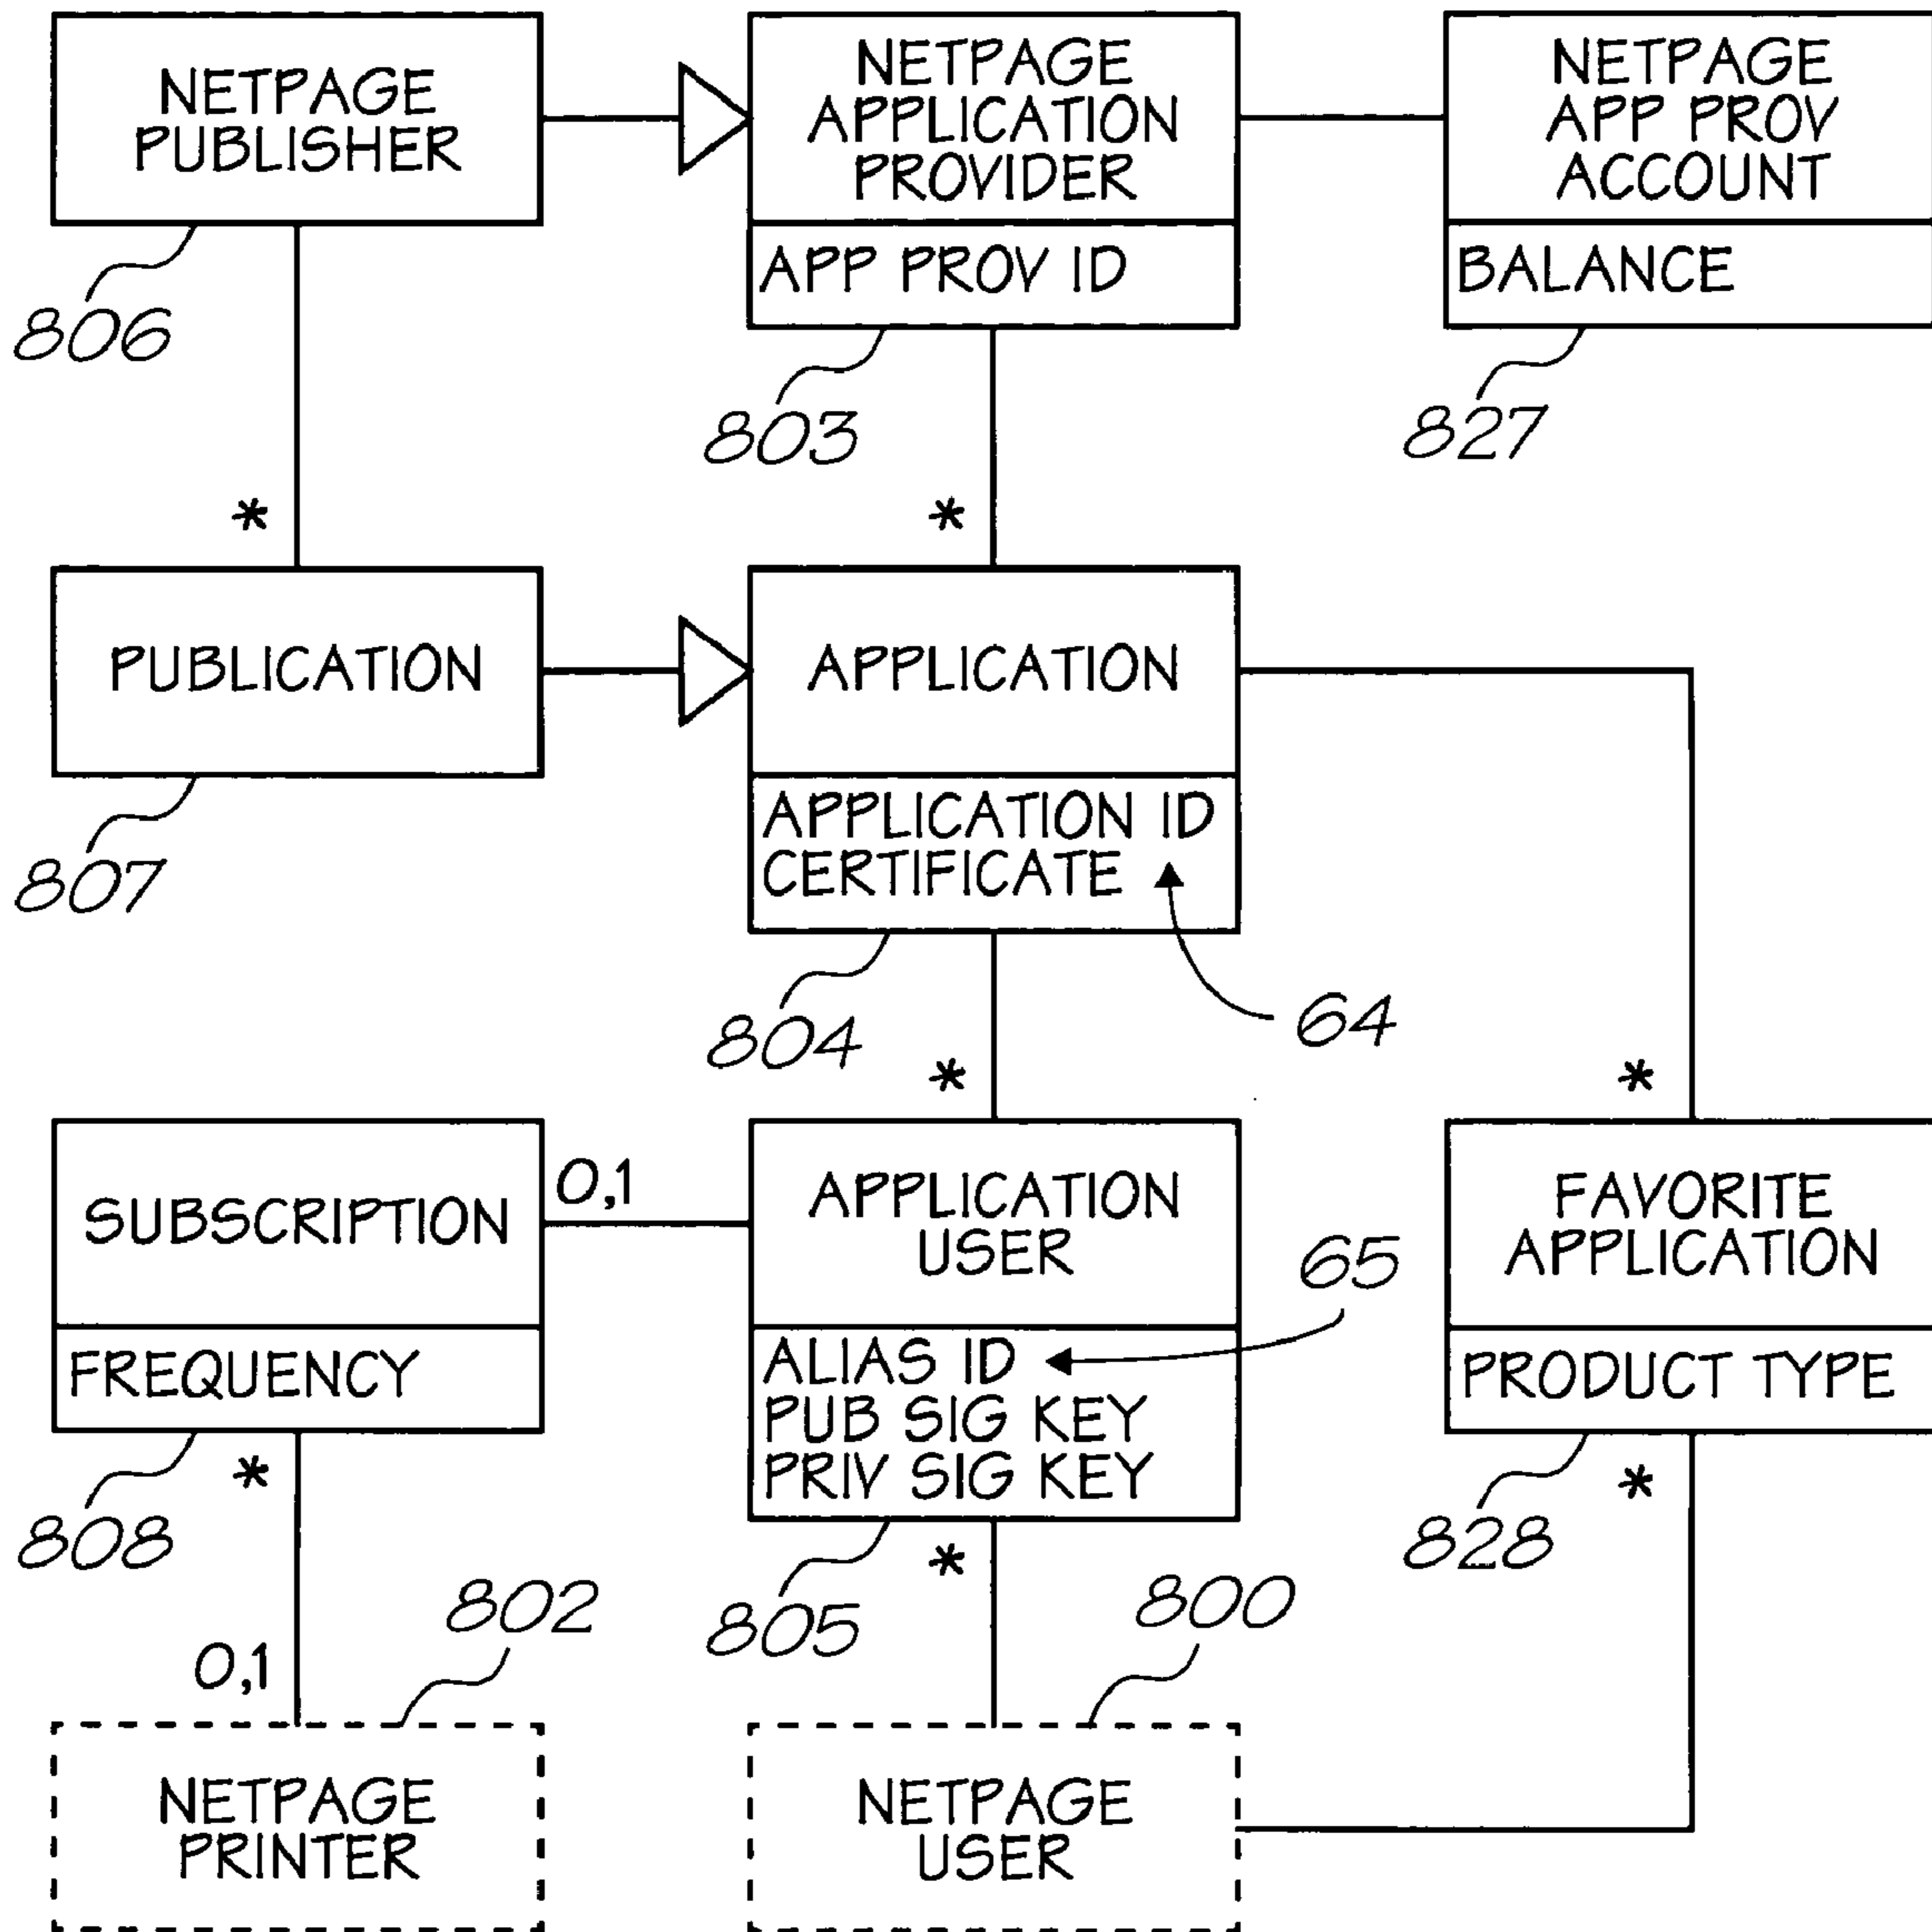 NETPAGE
PUBLISHER
NETPAGE
APPLICATION
PROVIDER
APP PROV ID
NETPAGE
APP PROV
ACCOUNT
BALANCE
806
803
827
*
*
PUBLICATION
APPLICATION
APPLICATION ID
CERTIFICATE
807
804
64
*
*
SUBSCRIPTION
FREQUENCY
0,1
APPLICATION
USER
ALIAS ID
PUB SIG KEY
PRIV SIG KEY
65
FAVORITE
APPLICATION
PRODUCT TYPE
808
*
802
805
*
800
828
*
0,1
NETPAGE
PRINTER
NETPAGE
USER